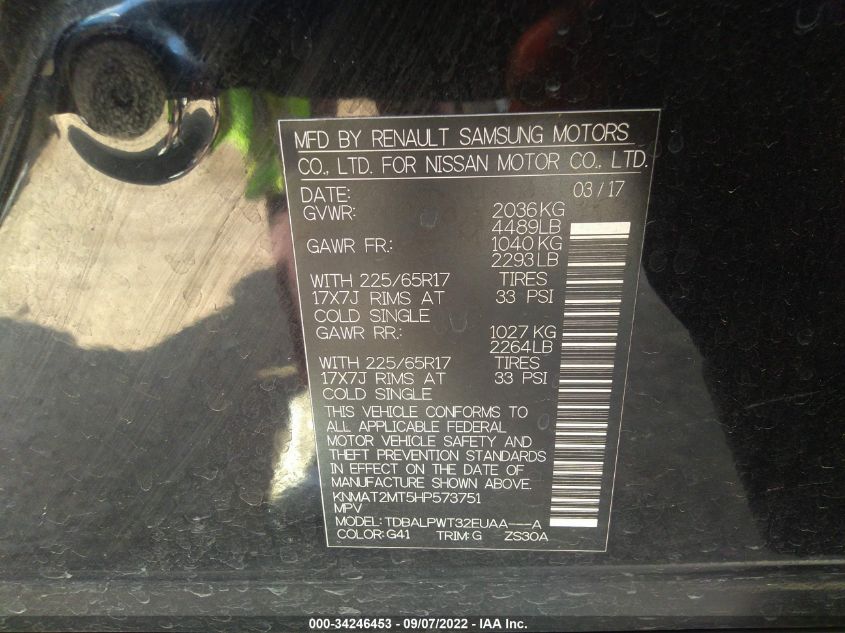 MFD BY RENAULT SAMSUNG MOTORS
CO., LTD. FOR NISSAN MOTOR CO., LTD.
DATE: 03/17
GVWR: 2036KG
4489LB
GAWR FR.: 1040KG
2293LB
WITH 225/65R17 TIRES
17X7J RIMS AT 33 PSI
COLD SINGLE
GAWR RR.: 1027 KG
2264LB
WITH 225/65R17 TIRES
17X7J RIMS AT 33 PSI
COLD SINGLE
THIS VEHICLE CONFORMS TO
ALL APPLICABLE FEDERAL
MOTOR VEHICLE SAFETY AND
THEFT PREVENTION STANDARDS
IN EFFECT ON THE DATE OF
MANUFACTURE SHOWN ABOVE.
KNMAT2MT5HP573751
MPV
MODEL: TDBALPWT32EUAA---A
COLOR: G41 TRIM: G ZS30A
000-34246453 - 09/07/2022 - IAA Inc.